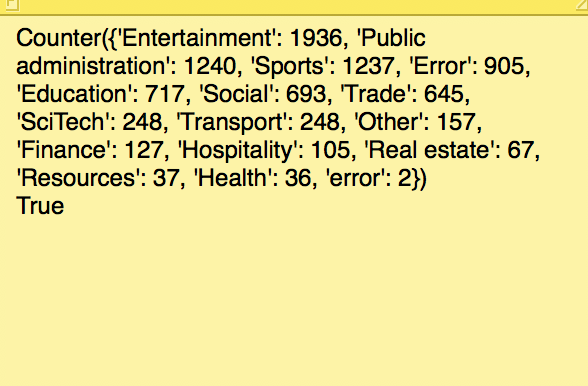 Counter({'Entertainment': 1936, 'Public
administration': 1240, 'Sports': 1237, 'Error': 905,
'Education': 717, 'Social': 693, 'Trade': 645,
'SciTech': 248, 'Transport': 248, 'Other': 157,
'Finance': 127, 'Hospitality': 105, 'Real estate': 67,
'Resources': 37, 'Health': 36, 'error': 2})
True